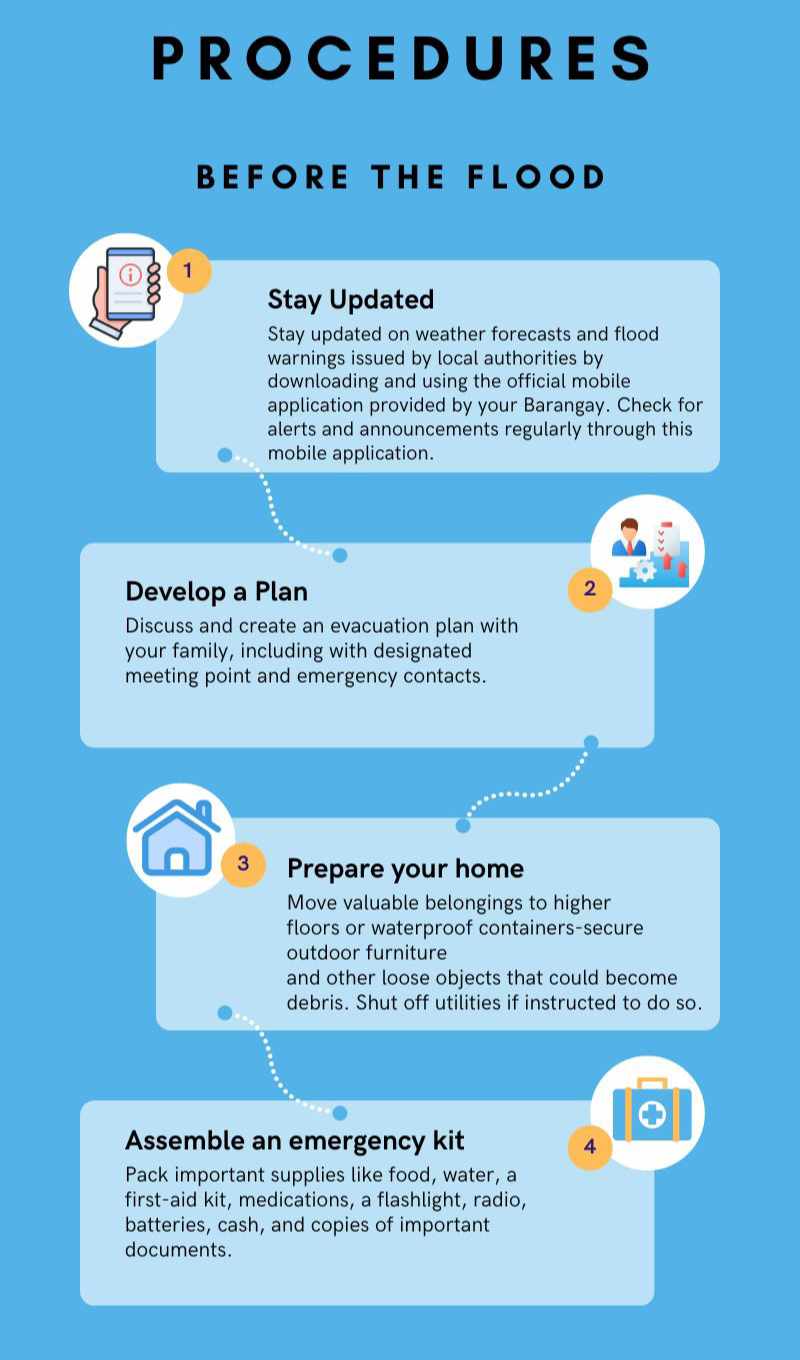 PROCEDURES
BEFORE THE FLOOD
1
Stay Updated
Stay updated on weather forecasts and flood
warnings issued by local authorities by
downloading and using the official mobile
application provided by your Barangay. Check for
alerts and announcements regularly through this
mobile application.
2
Develop a Plan
Discuss and create an evacuation plan with
your family, including with designated
meeting point and emergency contacts.
3
Prepare your home
Move valuable belongings to higher
floors or waterproof containers-secure
outdoor furniture
and other loose objects that could become
debris. Shut off utilities if instructed to do so.
4
Assemble an emergency kit
Pack important supplies like food, water, a
first-aid kit, medications, a flashlight, radio,
batteries, cash, and copies of important
documents.